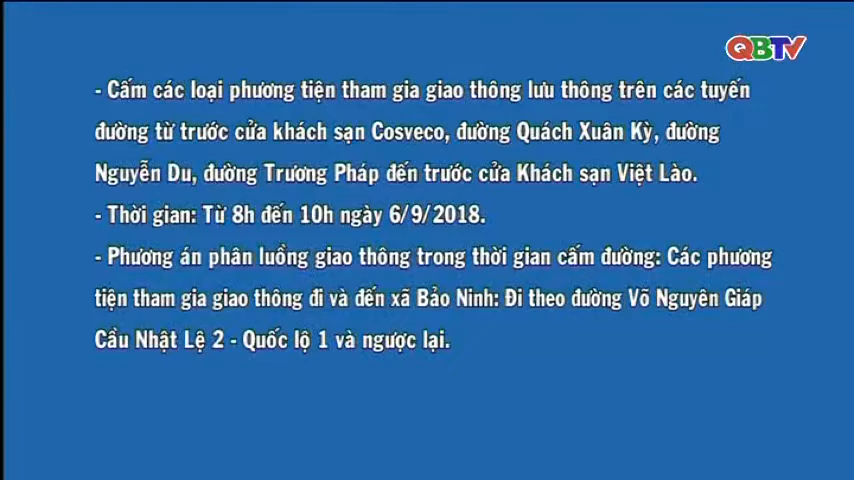 QBTV
- Cấm các loại phương tiện tham gia giao thông lưu thông trên các tuyến
đường từ trước cửa khách sạn Cosveco, đường Quách Xuân Kỳ, đường
Nguyễn Du, đường Trương Pháp đến trước cửa Khách sạn Việt Lào.
- Thời gian: Từ 8h đến 10h ngày 6/9/2018.
- Phương án phân luồng giao thông trong thời gian cấm đường: Các phương
tiện tham gia giao thông đi và đến xã Bảo Ninh: Đi theo đường Võ Nguyên Giáp
Cầu Nhật Lệ 2 - Quốc lộ 1 và ngược lại.